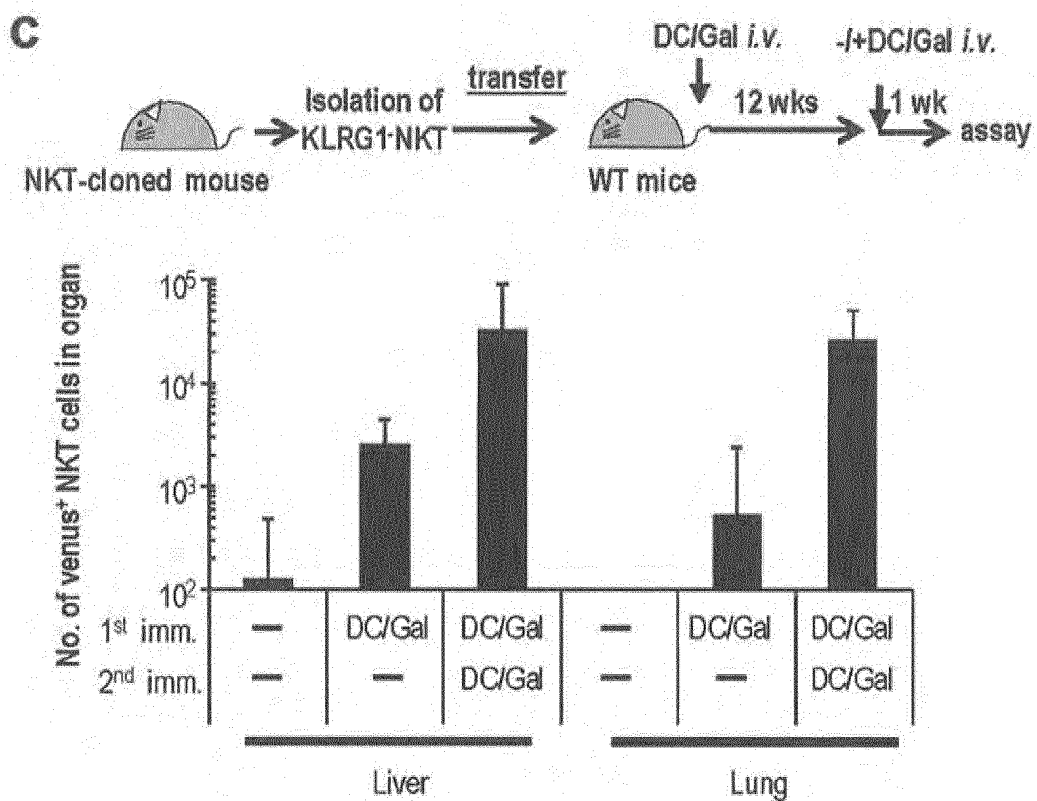 C
DC/Gal i.v. -/+DC/Gal i.v.
transfer
Isolation of
KLRG1⁻NKT
12 wks 1 wk
assay
NKT-cloned mouse
WT mice
No. of venus⁺ NKT cells in organ
10⁵
10⁴
10³
10²
1st imm. – DC/Gal DC/Gal – DC/Gal DC/Gal
2nd imm. – – DC/Gal – – DC/Gal
Liver Lung